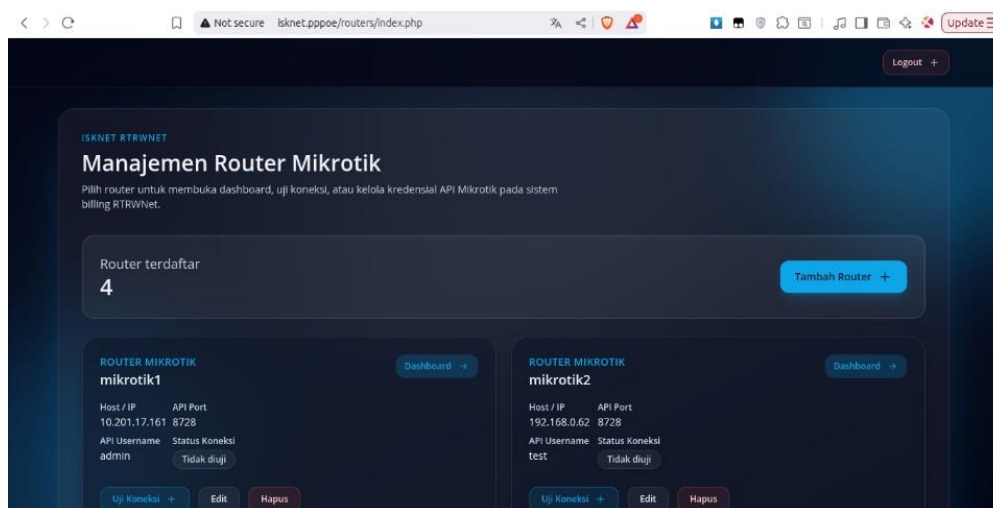 Not secure isknet.pppoe/routers/index.php
Update
Logout +
ISKNET RTRWNET
Manajemen Router Mikrotik
Pilih router untuk membuka dashboard, uji koneksi, atau kelola kredensial API Mikrotik pada sistem
billing RTRWNet.
Router terdaftar
4
Tambah Router +
ROUTER MIKROTIK
mikrotik1
Dashboard →
Host / IP API Port
10.201.17.161 8728
API Username Status Koneksi
admin Tidak diuji
Uji Koneksi + Edit Hapus
ROUTER MIKROTIK
mikrotik2
Dashboard →
Host / IP API Port
192.168.0.62 8728
API Username Status Koneksi
test Tidak diuji
Uji Koneksi + Edit Hapus